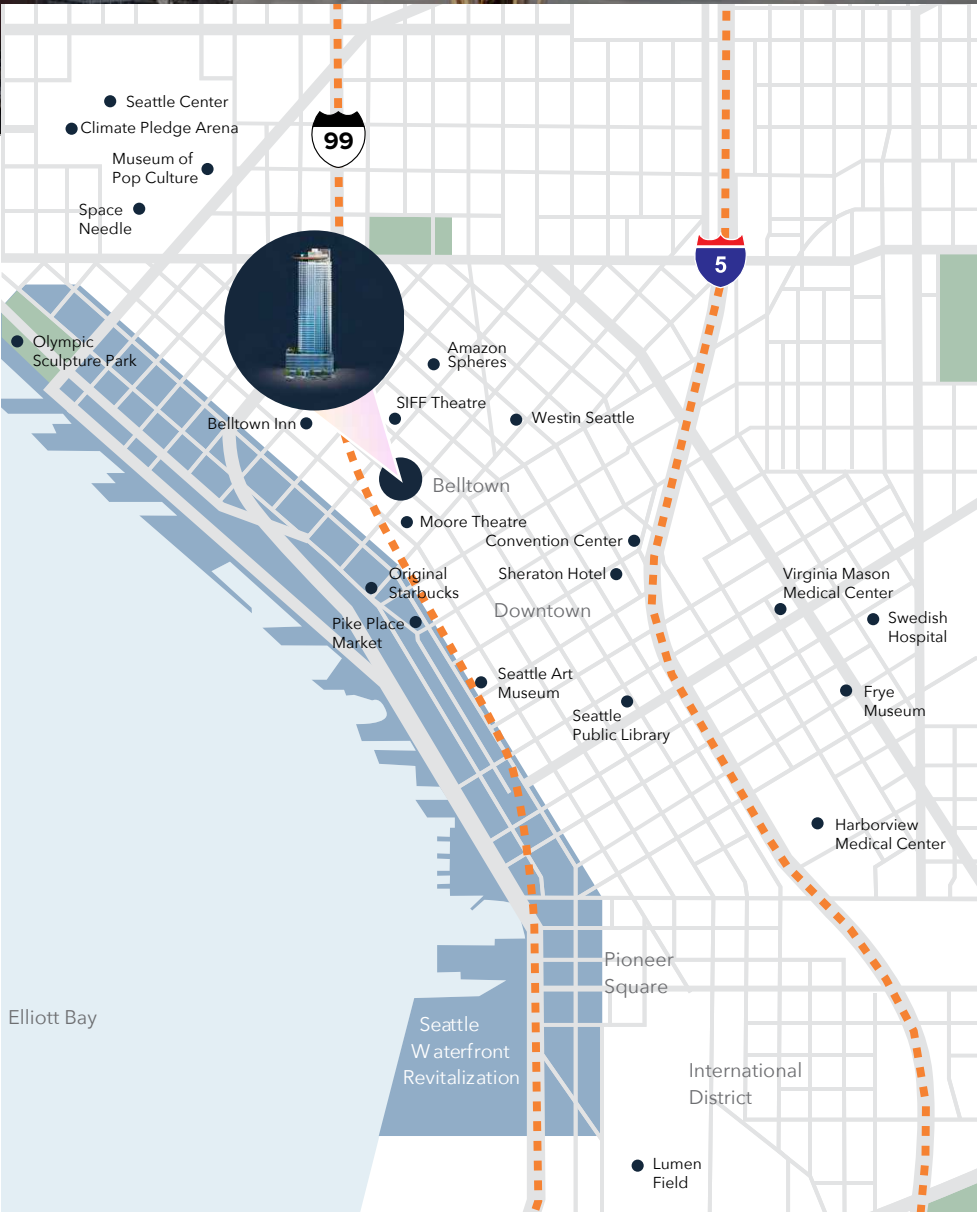 Seattle Center
Climate Pledge Arena
99
Museum of
Pop Culture
Space
Needle
5
Olympic
Sculpture Park
Amazon
Spheres
SIFF Theatre
Belltown Inn
Westin Seattle
Belltown
Moore Theatre
Convention Center
Original
Starbucks
Sheraton Hotel
Virginia Mason
Medical Center
Downtown
Swedish
Hospital
Pike Place
Market
Seattle Art
Museum
Frye
Museum
Seattle
Public Library
Harborview
Medical Center
Pioneer
Square
Elliott Bay
Seattle
Waterfront
Revitalization
International
District
Lumen
Field